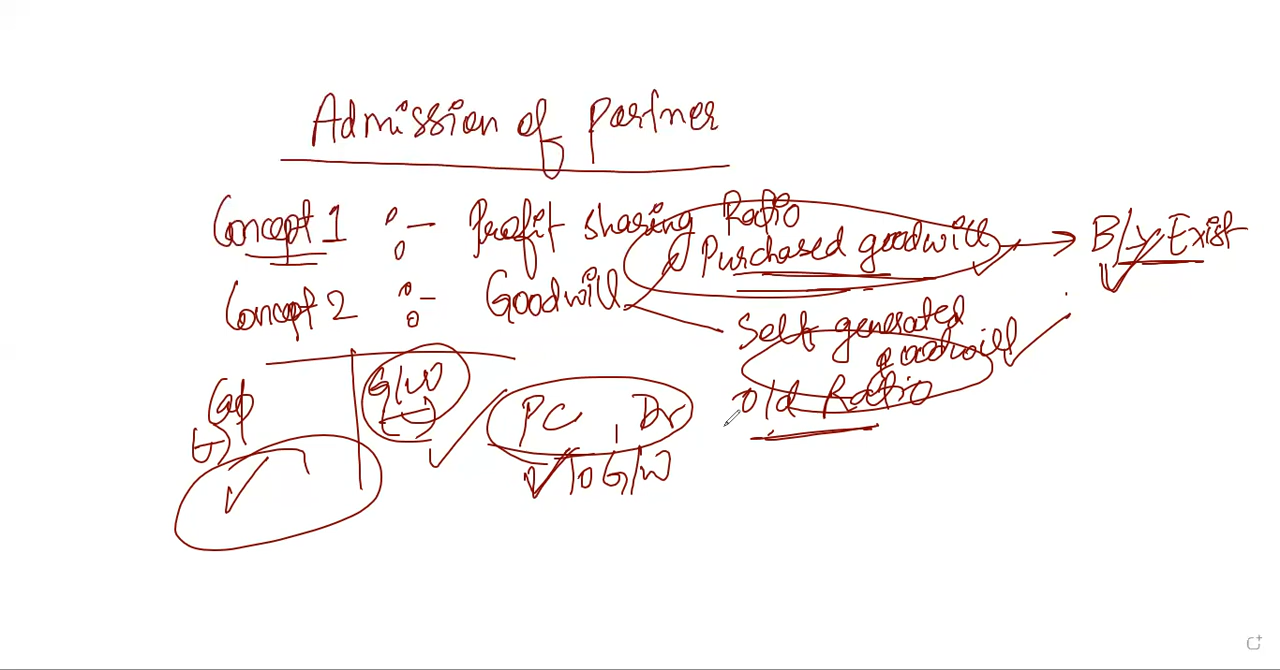 Admission of Partner
Concept 1 :- Profit sharing Ratio
Purchased goodwill → B/S Exist
Concept 2 :- Goodwill
Self generated
goodwill
Cap
G/W
PC Dr
Old Ratio
To G/W